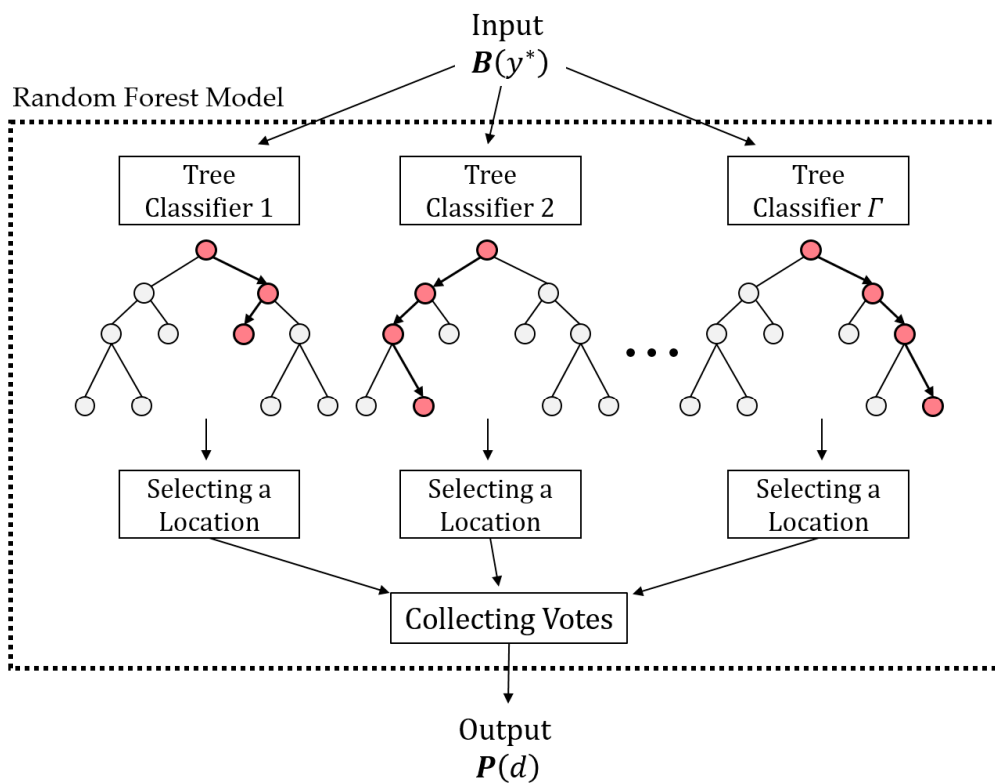 Input
B(y*)
Random Forest Model
Tree
Classifier 1
Tree
Classifier 2
Tree
Classifier Γ
• • •
Selecting a
Location
Selecting a
Location
Selecting a
Location
Collecting Votes
Output
P(d)